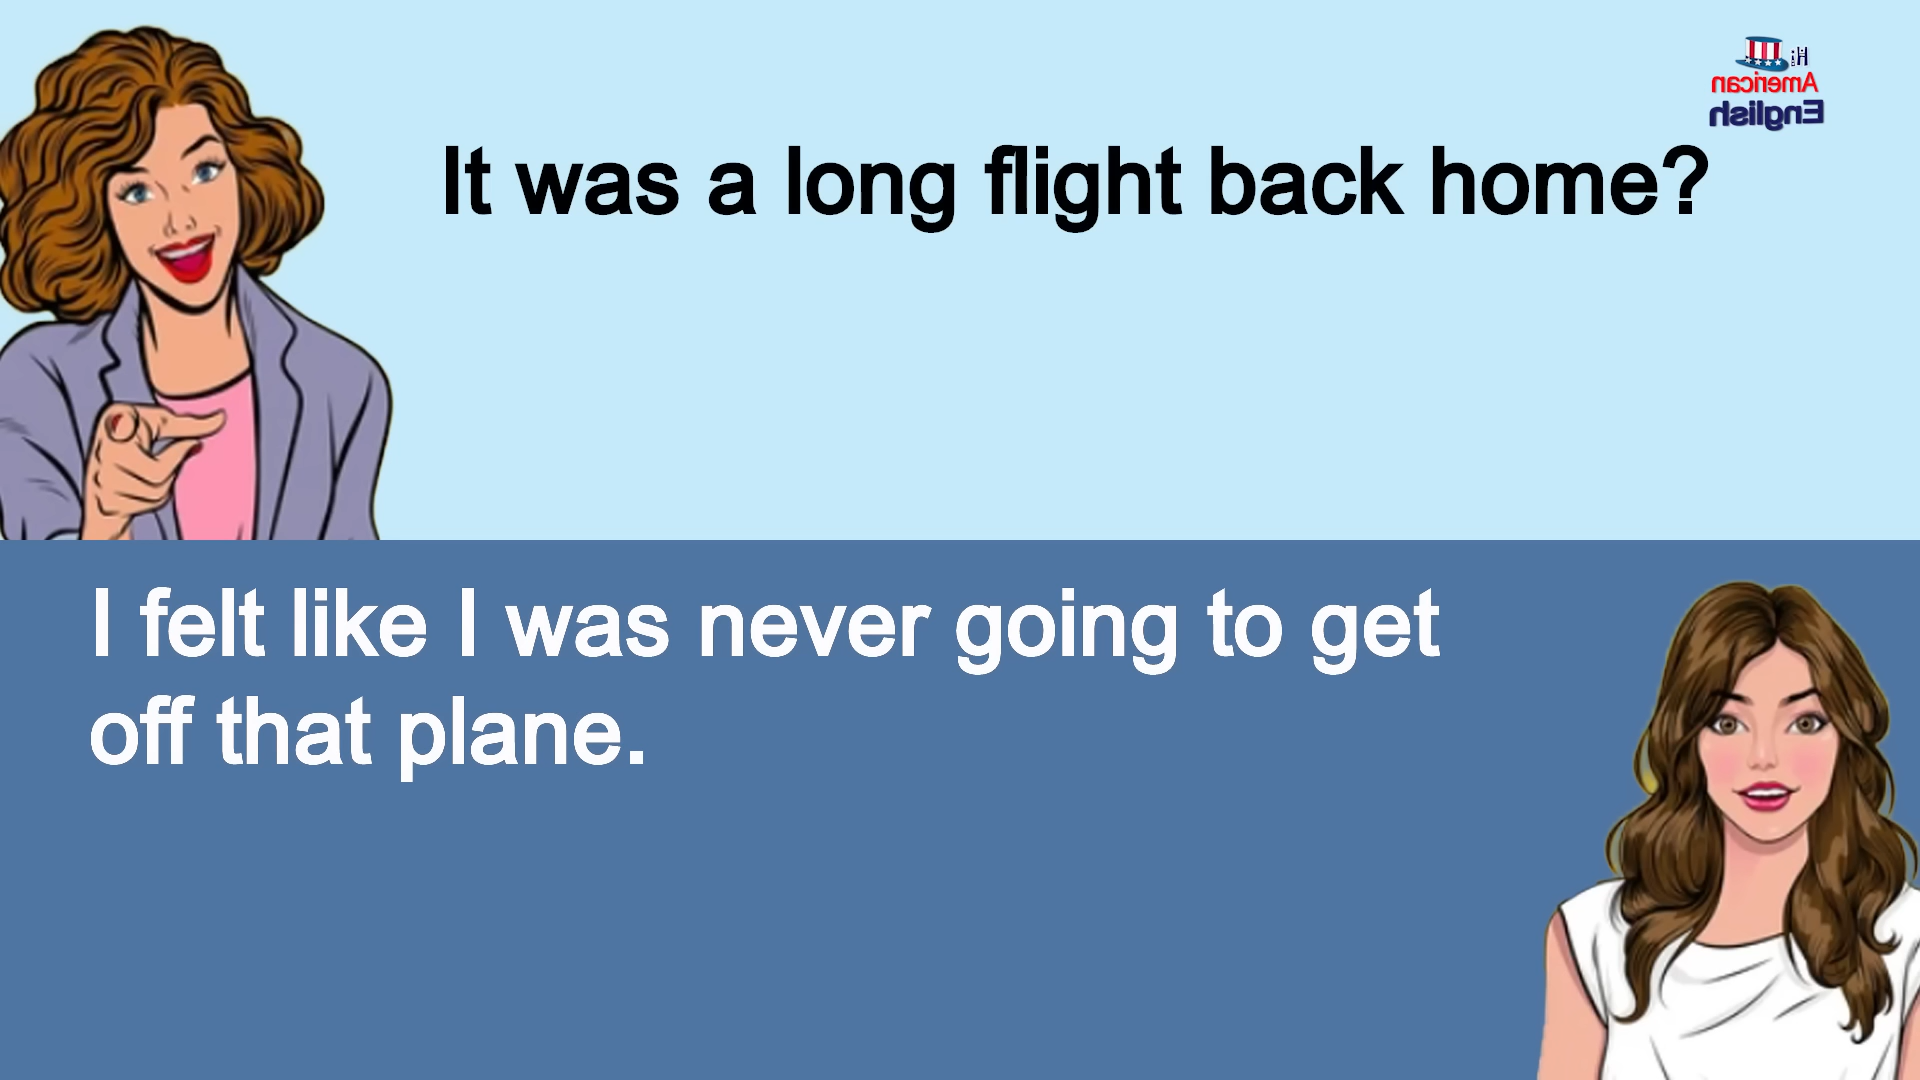 Hi
American
English
It was a long flight back home?
I felt like I was never going to get
off that plane.